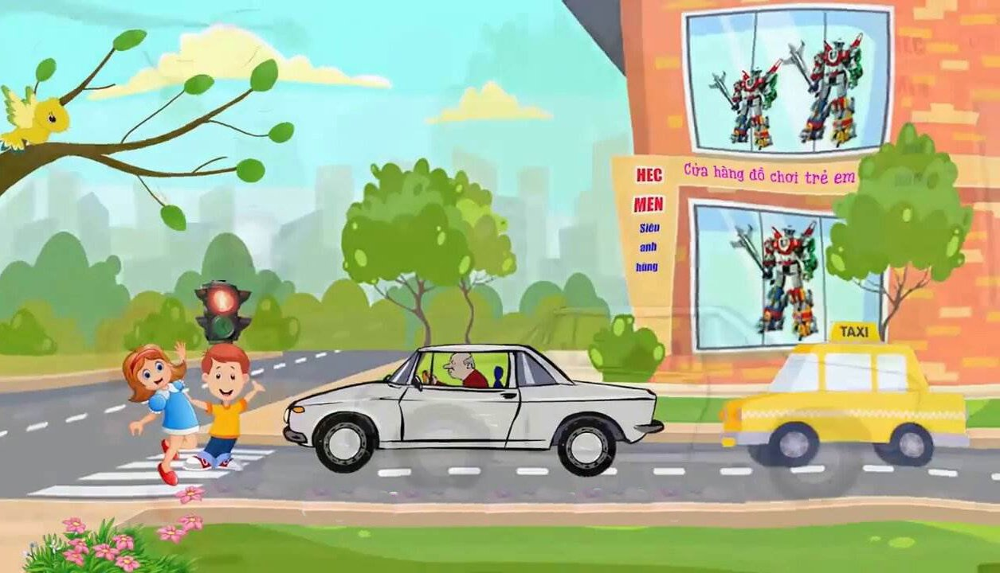 HEC
MEN
Siêu
anh
hùng
Cửa hàng đồ chơi trẻ em
TAXI